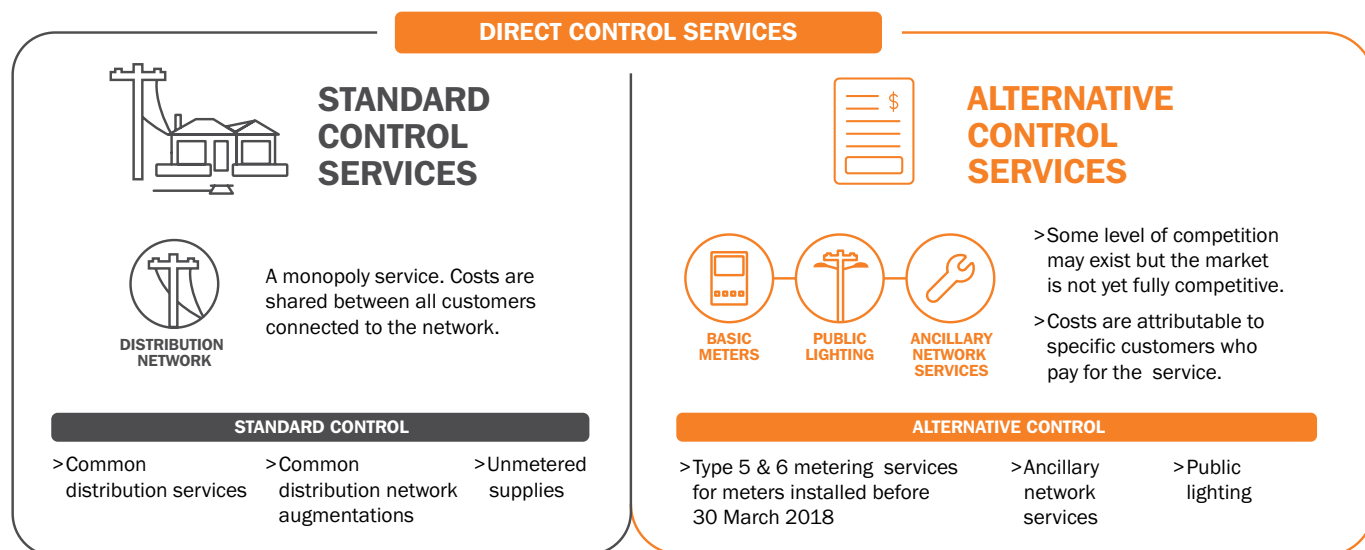 DIRECT CONTROL SERVICES
STANDARD
CONTROL
SERVICES
DISTRIBUTION
NETWORK
A monopoly service. Costs are
shared between all customers
connected to the network.
STANDARD CONTROL
>Common
distribution services
>Common
distribution network
augmentations
>Unmetered
supplies
$
ALTERNATIVE
CONTROL
SERVICES
BASIC
METERS
PUBLIC
LIGHTING
ANCILLARY
NETWORK
SERVICES
>Some level of competition
may exist but the market
is not yet fully competitive.
>Costs are attributable to
specific customers who
pay for the service.
ALTERNATIVE CONTROL
>Type 5 & 6 metering services
for meters installed before
30 March 2018
>Ancillary
network
services
>Public
lighting